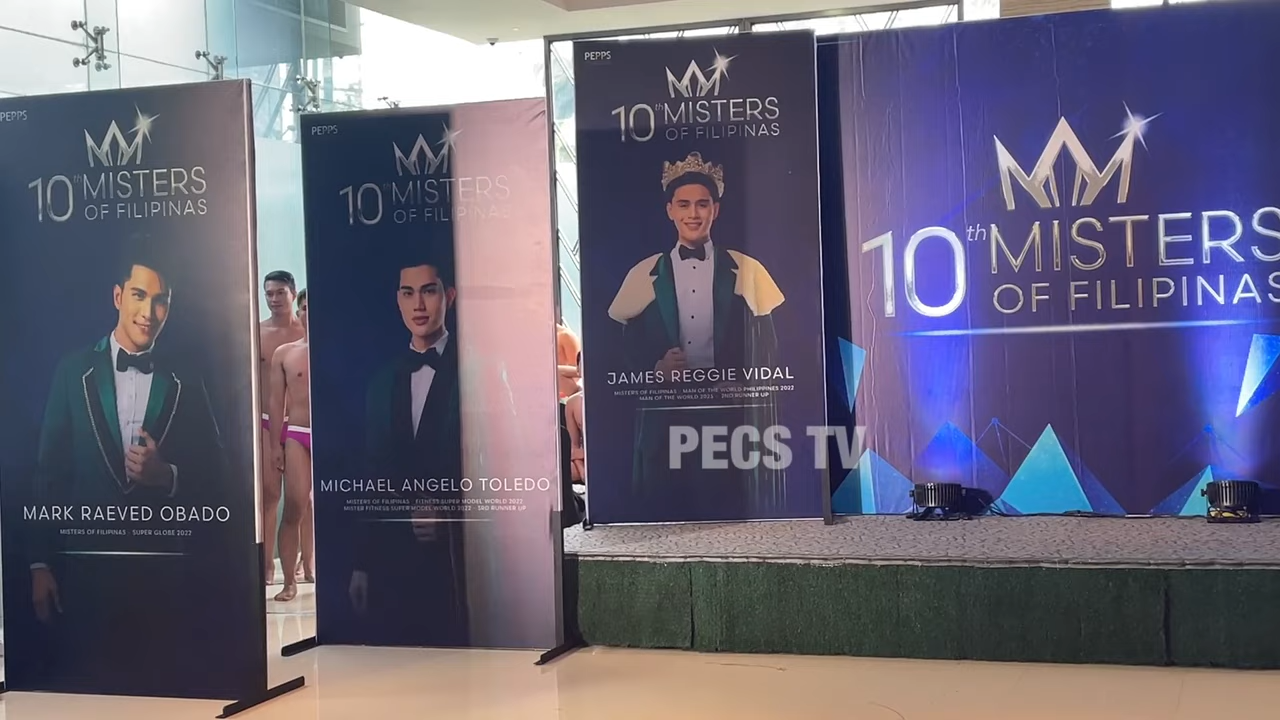 PEPPS
10th MISTERS
OF FILIPINAS
MARK RAEVED OBADO
MISTERS OF FILIPINAS - SUPER GLOBE 2022
PEPPS
10th MISTERS
OF FILIPINAS
MICHAEL ANGELO TOLEDO
MISTERS OF FILIPINAS - FITNESS SUPER MODEL WORLD 2022
MISTER FITNESS SUPER MODEL WORLD 2022 - 3RD RUNNER UP
PEPPS
10th MISTERS
OF FILIPINAS
JAMES REGGIE VIDAL
MISTERS OF FILIPINAS - MAN OF THE WORLD PHILIPPINES 2022
MAN OF THE WORLD 2023 - 2ND RUNNER UP
PECS TV
10th MISTERS
OF FILIPINAS